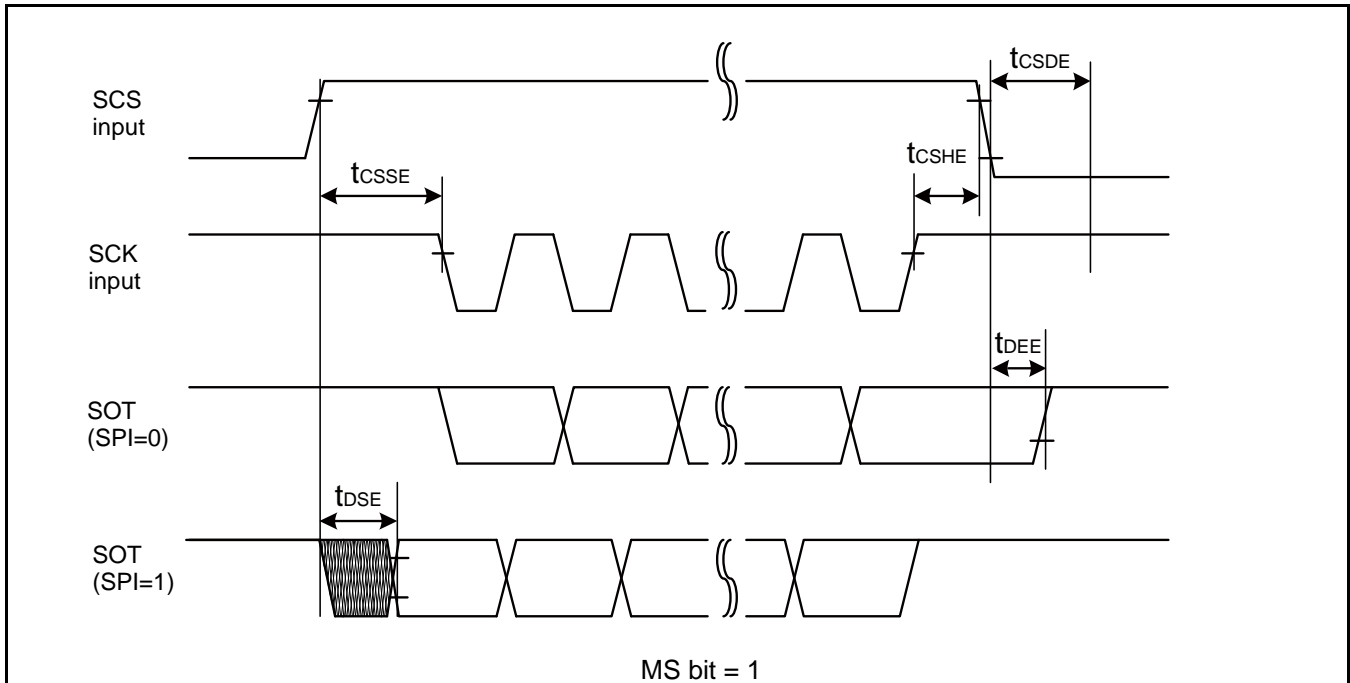 tCSDE
SCS
input
tCSHE
tCSSE
SCK
input
tDEE
SOT
(SPI=0)
tDSE
SOT
(SPI=1)
MS bit = 1